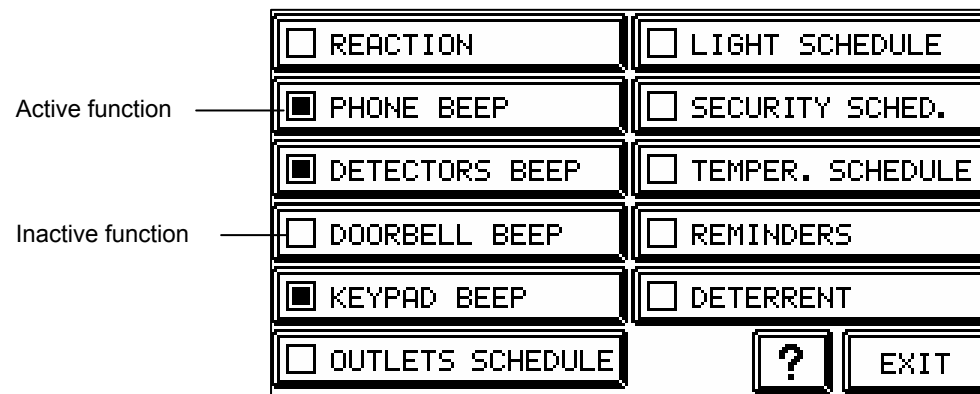 REACTION
LIGHT SCHEDULE
Active function
PHONE BEEP
SECURITY SCHED.
DETECTORS BEEP
TEMPER. SCHEDULE
Inactive function
DOORBELL BEEP
REMINDERS
KEYPAD BEEP
DETERRENT
OUTLETS SCHEDULE
?
EXIT